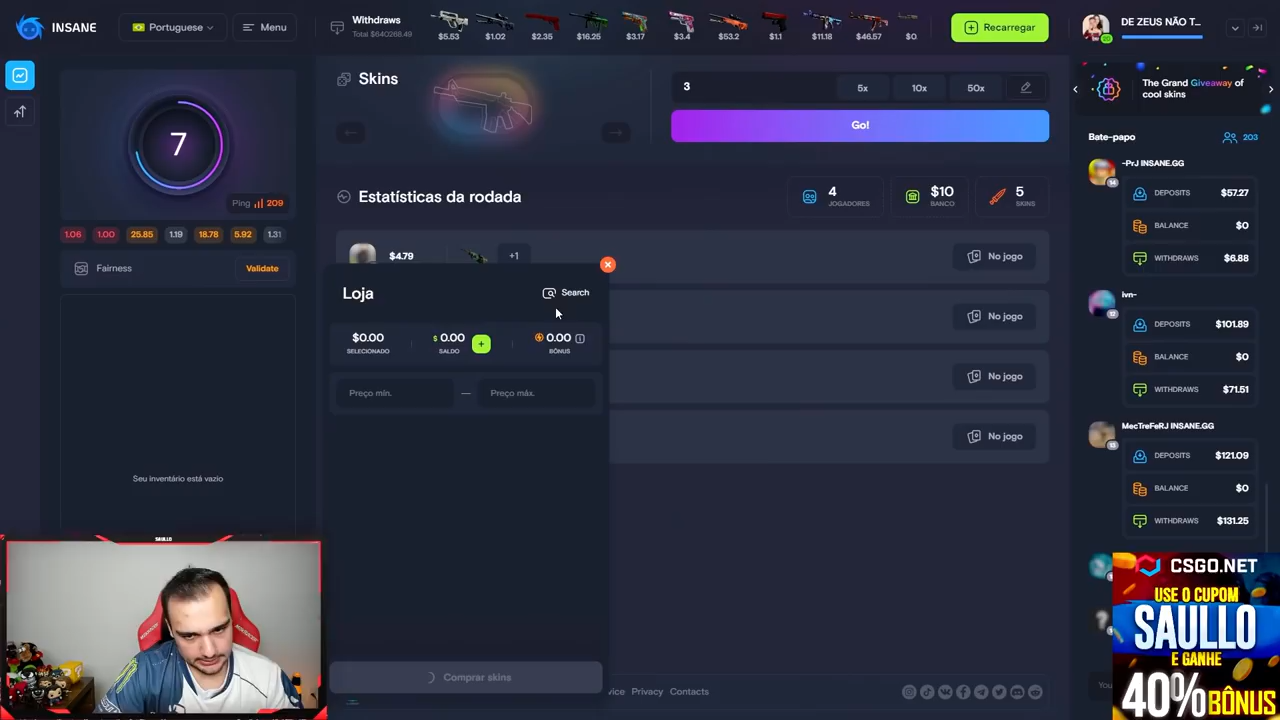 INSANE
Portuguese
Menu
Withdraws
Total $640268.49
$5.53
$1.02
$2.35
$16.25
$3.17
$3.4
$53.2
$1.1
$11.18
$46.57
$0.
Recarregar
DE ZEUS NÃO T...
7
Ping 209
1.06 1.00 25.85 1.19 18.78 5.92 1.31
Fairness
Validate
Seu inventário está vazio
Skins
3
5x
10x
50x
Go!
Estatísticas da rodada
4
JOGADORES
$10
BANCO
5
SKINS
$4.79
+1
No jogo
No jogo
No jogo
No jogo
Loja
Search
$0.00
SELECIONADO
$ 0.00
SALDO
+
0.00
BÔNUS
Preço mín.
—
Preço máx.
Comprar skins
Privacy
Contacts
The Grand Giveaway of
cool skins
Bate-papo
203
-PrJ INSANE.GG
14
DEPOSITS $57.27
BALANCE $0
WITHDRAWS $6.88
ivn-
DEPOSITS $101.89
BALANCE $0
WITHDRAWS $71.51
MecTreFeRJ INSANE.GG
DEPOSITS $121.09
BALANCE $0
WITHDRAWS $131.25
SAULLO
CSGO.NET
USE O CUPOM
SAULLO
E GANHE
40% BÔNUS